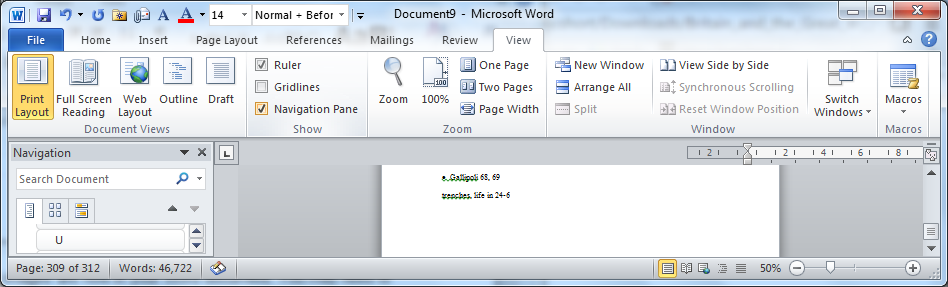 14 Normal + Befor Document9 - Microsoft Word
File Home Insert Page Layout References Mailings Review View
Print Layout Full Screen Reading Web Layout Outline Draft
Document Views
Ruler
Gridlines
Navigation Pane
Show
Zoom 100% 100
One Page
Two Pages
Page Width
Zoom
New Window
Arrange All
Split
View Side by Side
Synchronous Scrolling
Reset Window Position
Switch Windows
Window
Macros
Macros
Navigation
Search Document
U
L
2 2 4 6 8
e. Gallipoli 68, 69
trenches, life in 24-6
Page: 309 of 312 Words: 46,722 50%